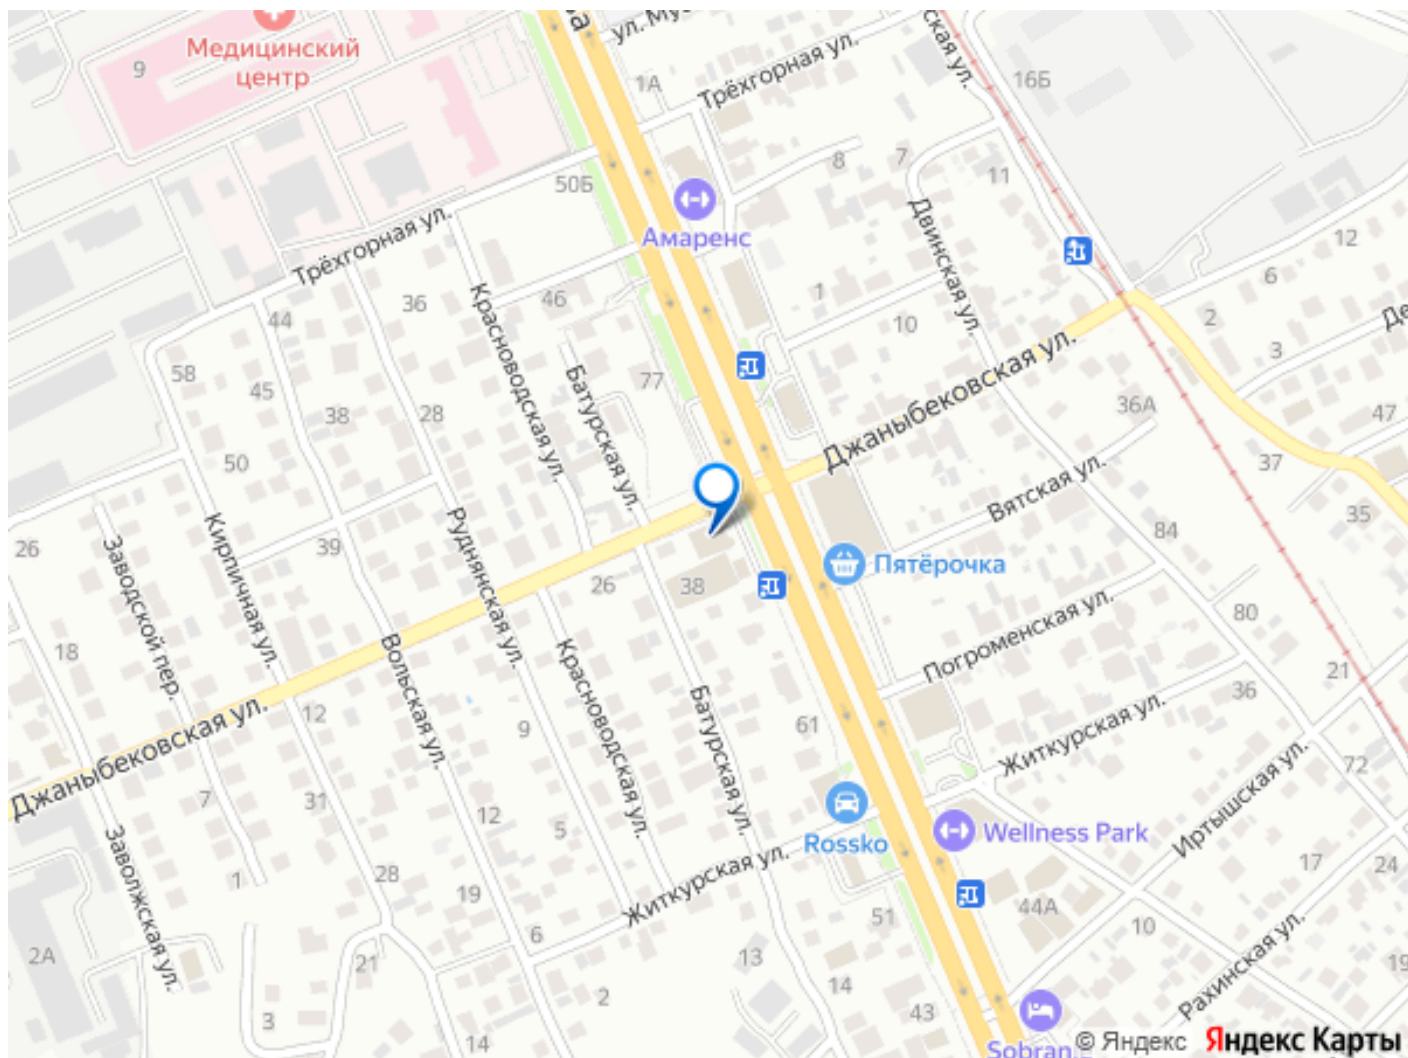 Медицинский
центр
9
ул.
1А
Трёхгорная ул.
ская ул.
16Б
50Б
8
7
11
Амаренс
Трёхгорная ул.
Двинская ул.
12
6
36
46
1
10
2
44
Красноводская ул.
Батурская ул.
77
3
Де
58
45
38
28
36А
47
Джаныбековская ул.
50
Вятская ул.
37
26
Заводской пер.
Кирпичная ул.
39
Руднянская ул.
84
35
Пятёрочка
26
38
Погроменская ул.
80
18
Вольская ул.
Красноводская ул.
Батурская ул.
21
36
Джаныбековская ул.
12
9
61
Житкурская ул.
72
7
31
12
5
Rossko
Wellness Park
Иртышская ул.
Заволжская ул.
1
28
19
Житкурская ул.
17
24
44А
51
10
2А
6
21
13
14
Рахинская ул.
19
3
2
43
14
Sobran
© Яндекс
Яндекс Карты